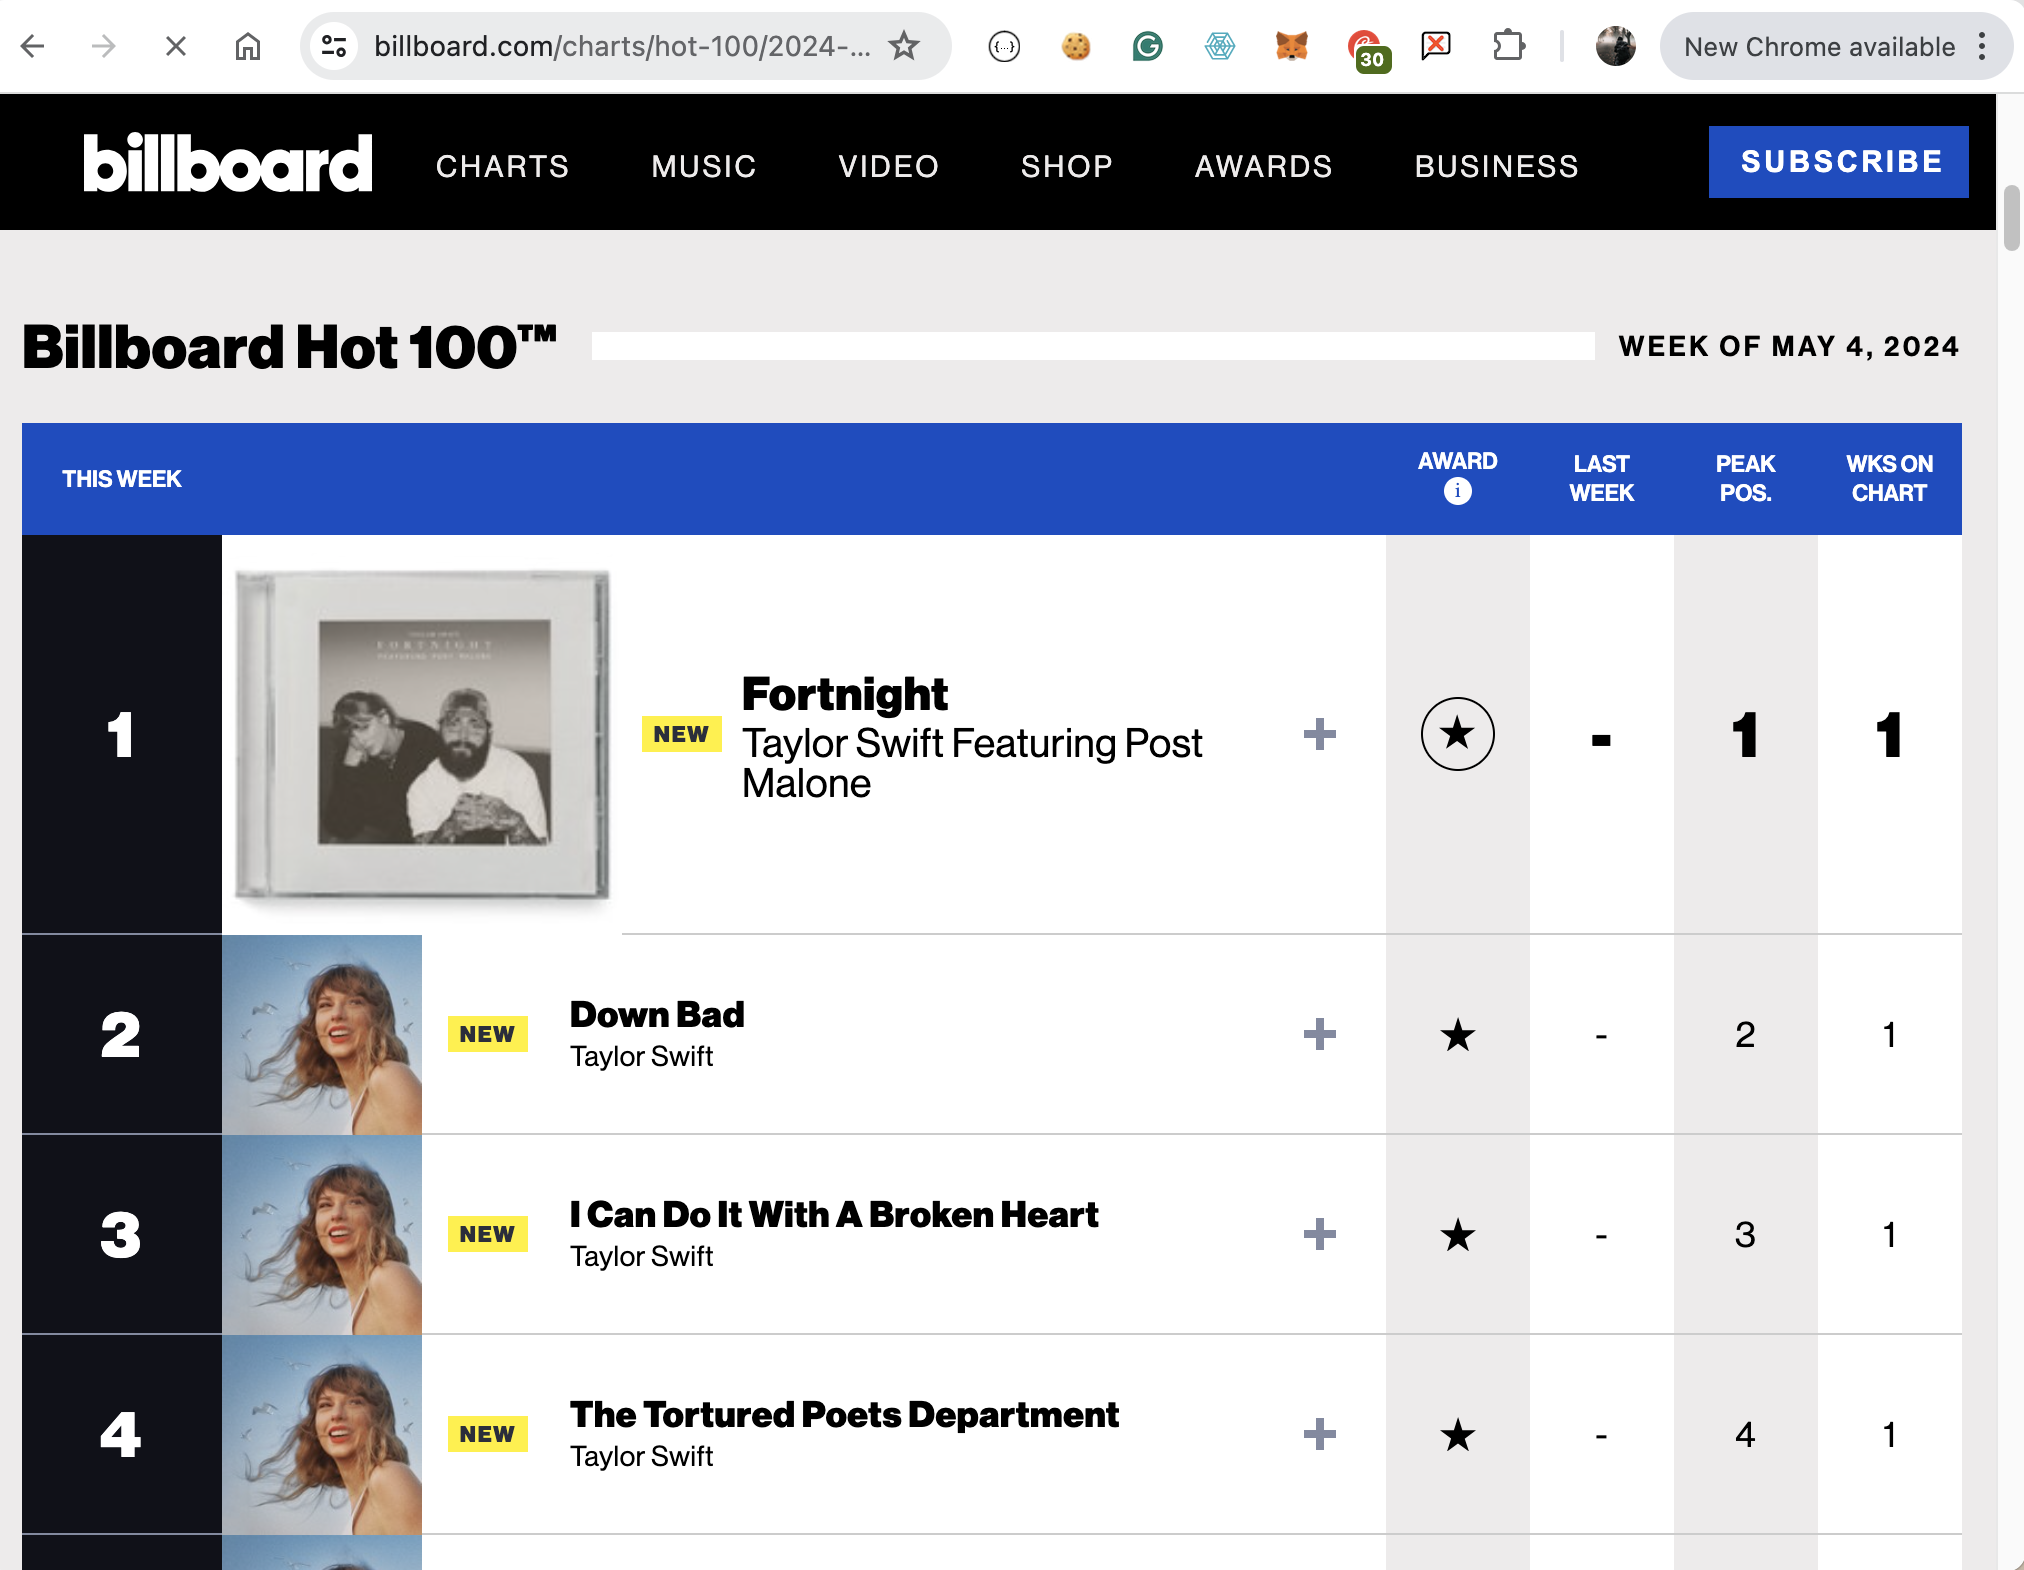 billboard.com/charts/hot-100/2024-...
{...}
30
New Chrome available
billboard
CHARTS
MUSIC
VIDEO
SHOP
AWARDS
BUSINESS
SUBSCRIBE
Billboard Hot 100™
WEEK OF MAY 4, 2024
THIS WEEK
AWARD
i
LAST
WEEK
PEAK
POS.
WKS ON
CHART
1
FORTNIGHT
NEW
Fortnight
Taylor Swift Featuring Post
Malone
-
1
1
2
NEW
Down Bad
Taylor Swift
-
2
1
3
NEW
I Can Do It With A Broken Heart
Taylor Swift
-
3
1
4
NEW
The Tortured Poets Department
Taylor Swift
-
4
1